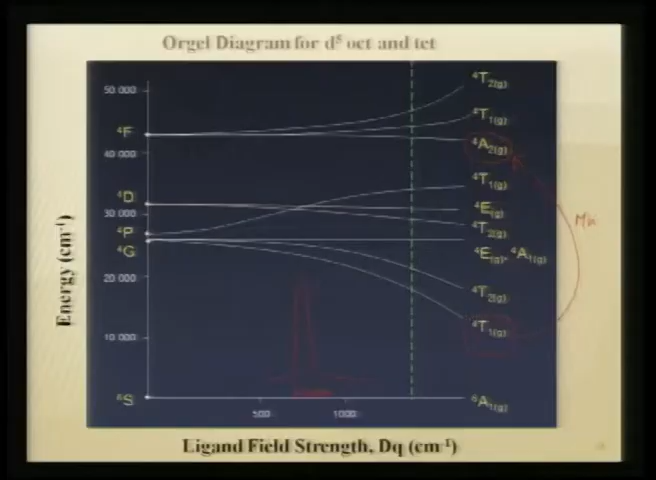 Orgel Diagram for d⁵ oct and tet
50 000
⁴T₂(g)
⁴T₁(g)
⁴F
⁴A₂(g)
40 000
⁴T₁(g)
⁴D
⁴E(g)
30 000
⁴P
⁴T₂(g)
⁴G
⁴E(g), ⁴A₁(g)
20 000
⁴T₂(g)
10 000
⁴T₁(g)
⁶S
⁶A₁(g)
500
1000
Energy (cm⁻¹)
Ligand Field Strength, Dq (cm⁻¹)